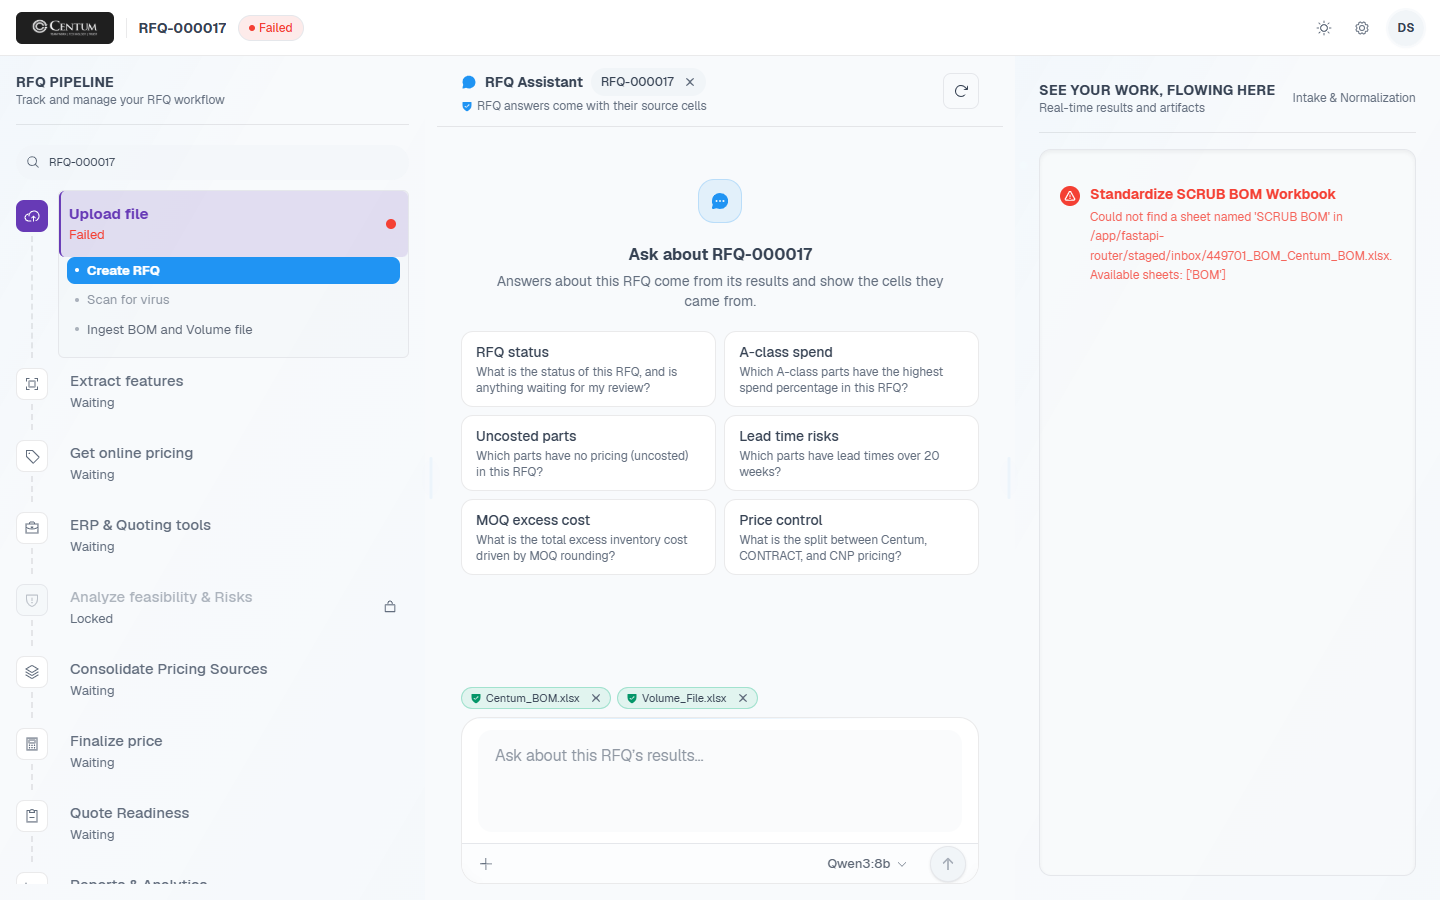 CENTUM
RFQ-000017
Failed
DS
RFQ PIPELINE
Track and manage your RFQ workflow
RFQ-000017
Upload file
Failed
Create RFQ
Scan for virus
Ingest BOM and Volume file
Extract features
Waiting
Get online pricing
Waiting
ERP & Quoting tools
Waiting
Analyze feasibility & Risks
Locked
Consolidate Pricing Sources
Waiting
Finalize price
Waiting
Quote Readiness
Waiting
Reports & Analytics
RFQ Assistant
RFQ-000017
RFQ answers come with their source cells
Ask about RFQ-000017
Answers about this RFQ come from its results and show the cells they
came from.
RFQ status
What is the status of this RFQ, and is
anything waiting for my review?
A-class spend
Which A-class parts have the highest
spend percentage in this RFQ?
Uncosted parts
Which parts have no pricing (uncosted)
in this RFQ?
Lead time risks
Which parts have lead times over 20
weeks?
MOQ excess cost
What is the total excess inventory cost
driven by MOQ rounding?
Price control
What is the split between Centum,
CONTRACT, and CNP pricing?
Centum_BOM.xlsx
Volume_File.xlsx
Ask about this RFQ's results...
Qwen3:8b
SEE YOUR WORK, FLOWING HERE
Real-time results and artifacts
Intake & Normalization
Standardize SCRUB BOM Workbook
Could not find a sheet named 'SCRUB BOM' in
/app/fastapi-
router/staged/inbox/449701_BOM_Centum_BOM.xlsx.
Available sheets: ['BOM']